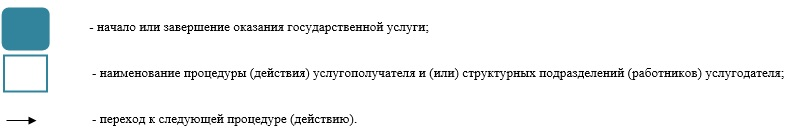 - начало или завершение оказания государственной услуги;
- наименование процедуры (действия) услугополучателя и (или) структурных подразделений (работников) услугодателя;
- переход к следующей процедуре (действию).